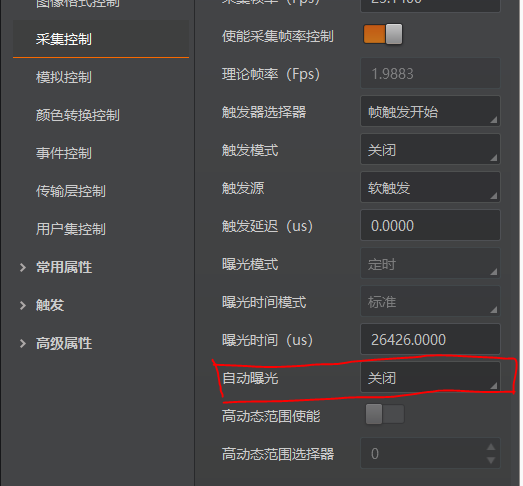 图像格式控制
采集控制
模拟控制
颜色转换控制
事件控制
传输层控制
用户集控制
常用属性
触发
高级属性
采集帧率（Fps）
使能采集帧率控制
理论帧率（Fps） 1.9883
触发器选择器 帧触发开始
触发模式 关闭
触发源 软触发
触发延迟（us） 0.0000
曝光模式 定时
曝光时间模式 标准
曝光时间（us） 26426.0000
自动曝光 关闭
高动态范围使能
高动态范围选择器 0